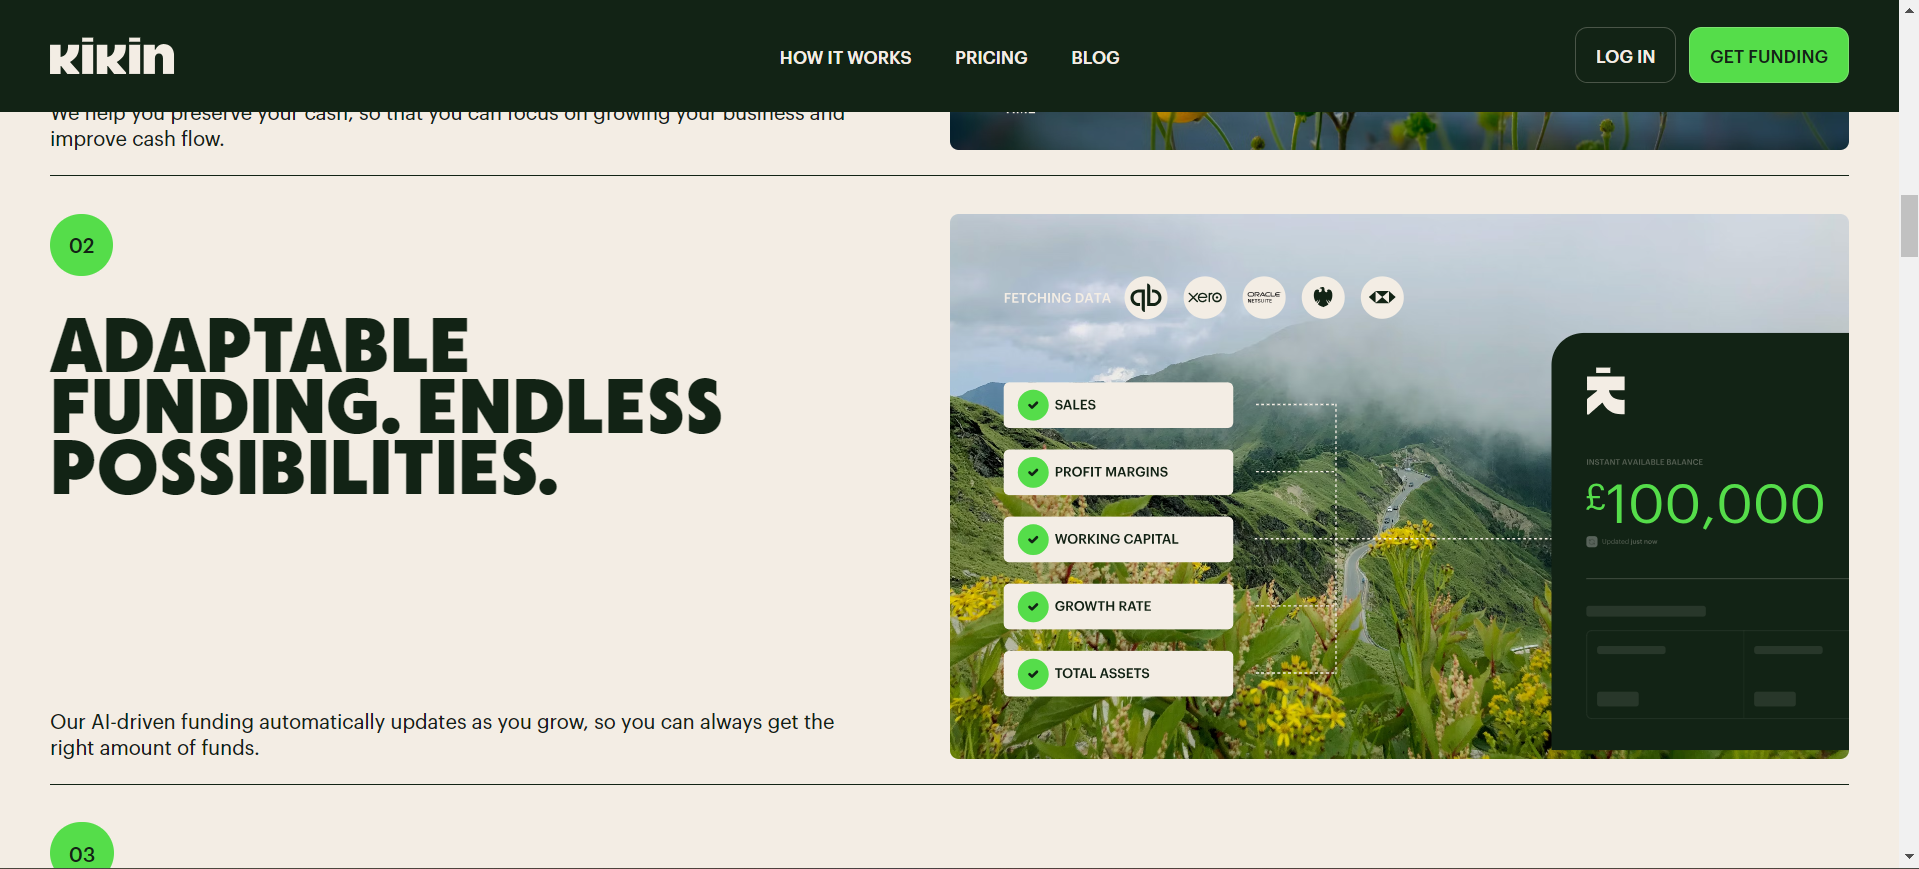 kikin
HOW IT WORKS
PRICING
BLOG
LOG IN
GET FUNDING
We help you preserve your cash, so that you can focus on growing your business and
improve cash flow.
02
ADAPTABLE
FUNDING. ENDLESS
POSSIBILITIES.
Our AI-driven funding automatically updates as you grow, so you can always get the
right amount of funds.
FETCHING DATA
qb
xero
ORACLE
NETSUITE
SALES
PROFIT MARGINS
WORKING CAPITAL
GROWTH RATE
TOTAL ASSETS
INSTANT AVAILABLE BALANCE
£100,000
Updated just now
03